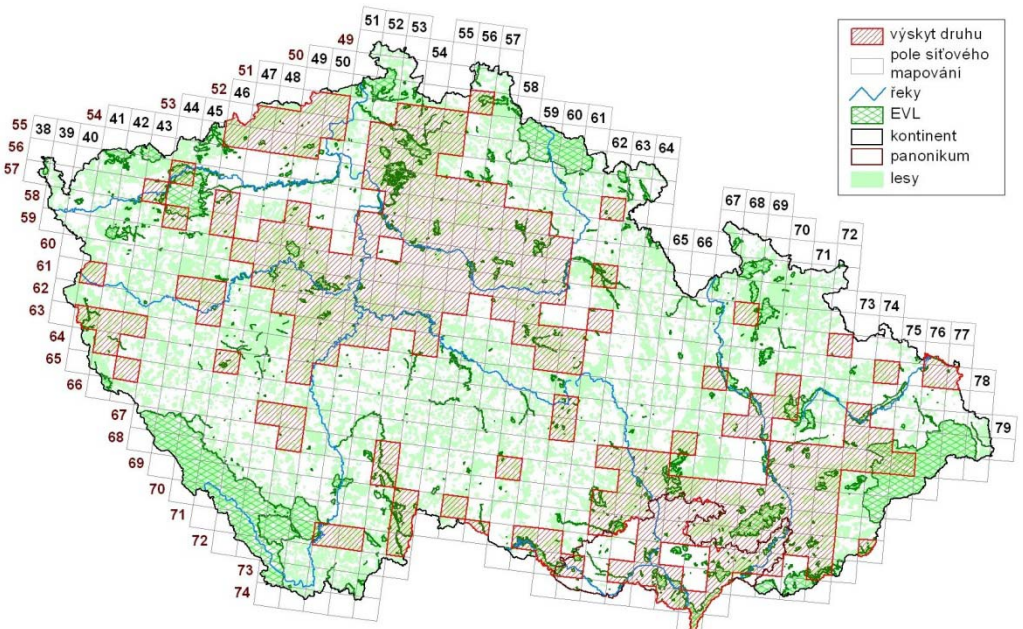 51 52 53
54
55 56 57
49
50 49 50
51 47 48
52 46
53 44 45
54 41 42 43
55 38 39 40
56
57
58
59
60
61
62
63
64
65
66
67
68
69
70
71
72
73
74
58
59 60 61
62 63 64
65 66
67 68 69
70
71
72
73 74
75 76 77
78
79
výskyt druhu
pole síťového
mapování
řeky
EVL
kontinent
panonikum
lesy